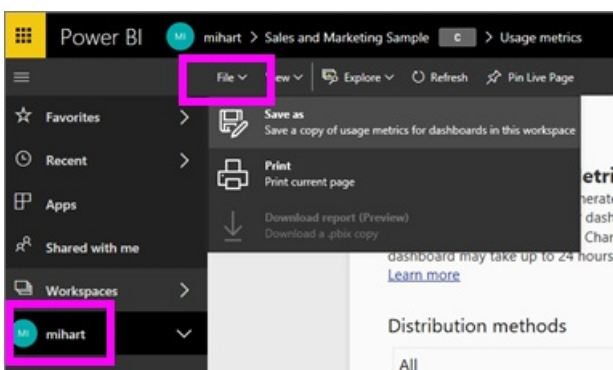 Power BI MI mihart > Sales and Marketing Sample C > Usage metrics
File View Explore Refresh Pin Live Page
Favorites
Recent
Apps
Shared with me
Workspaces
MI mihart
Save as
Save a copy of usage metrics for dashboards in this workspace
Print
Print current page
Download report (Preview)
Download a .pbix copy
dashboard may take up to 24 hours
Learn more
Distribution methods
All